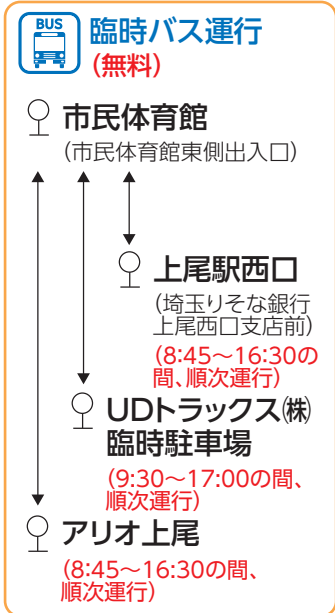 BUS
臨時バス運行
(無料)
市民体育館
(市民体育館東側出入口)
上尾駅西口
(埼玉りそな銀行
上尾西口支店前)
(8:45〜16:30の
間、順次運行)
UDトラックス㈱
臨時駐車場
(9:30〜17:00の間、
順次運行)
アリオ上尾
(8:45〜16:30の間、
順次運行)